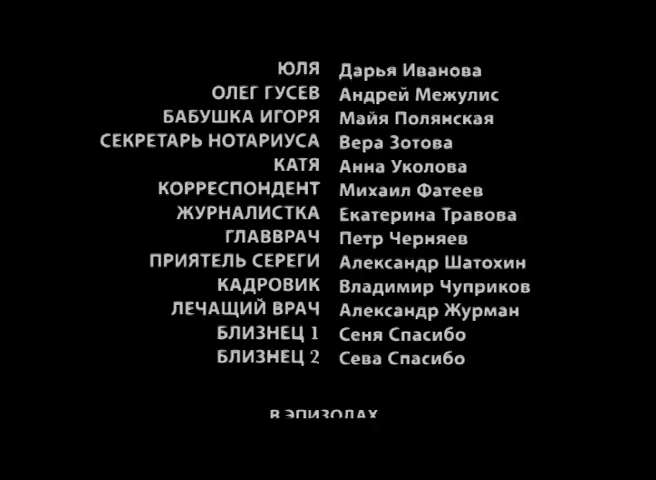 ЮЛЯ Дарья Иванова
ОЛЕГ ГУСЕВ Андрей Межулис
БАБУШКА ИГОРЯ Майя Полянская
СЕКРЕТАРЬ НОТАРИУСА Вера Зотова
КАТЯ Анна Уколова
КОРРЕСПОНДЕНТ Михаил Фатеев
ЖУРНАЛИСТКА Екатерина Травова
ГЛАВВРАЧ Петр Черняев
ПРИЯТЕЛЬ СЕРЕГИ Александр Шатохин
КАДРОВИК Владимир Чуприков
ЛЕЧАЩИЙ ВРАЧ Александр Журман
БЛИЗНЕЦ 1 Сеня Спасибо
БЛИЗНЕЦ 2 Сева Спасибо
В ЭПИЗОДАХ